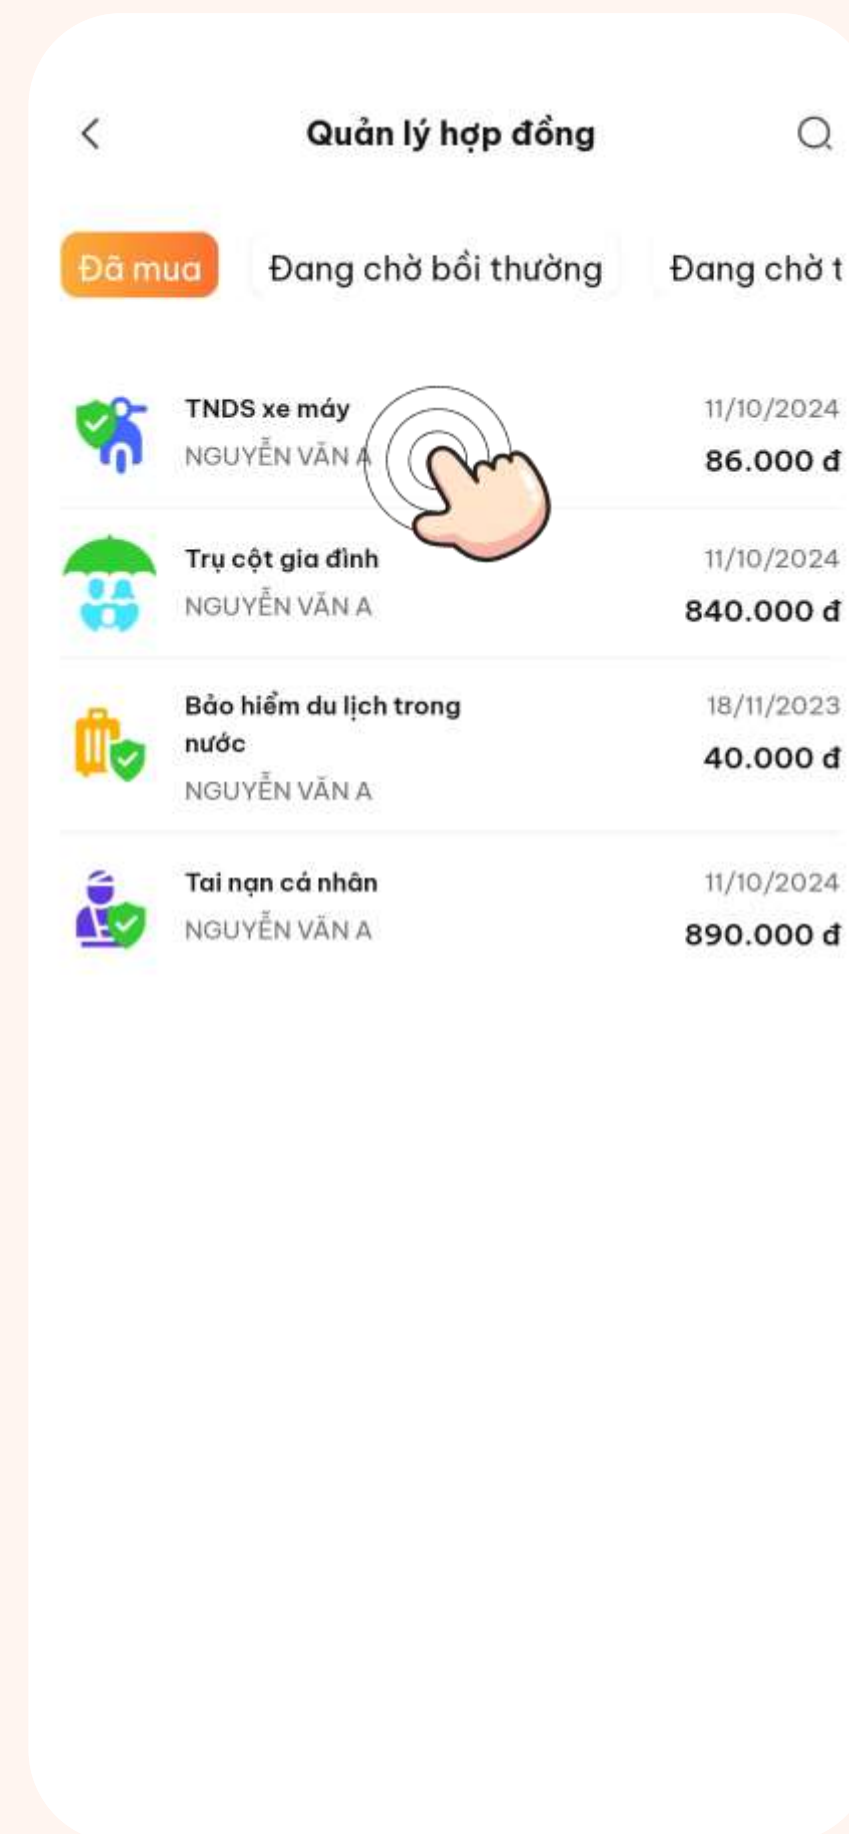 Quản lý hợp đồng
Đã mua Đang chờ bồi thường Đang chờ t
TNDS xe máy 11/10/2024
NGUYỄN VĂN A 86.000 đ
Trụ cột gia đình 11/10/2024
NGUYỄN VĂN A 840.000 đ
Bảo hiểm du lịch trong 18/11/2023
nước 40.000 đ
NGUYỄN VĂN A
Tai nạn cá nhân 11/10/2024
NGUYỄN VĂN A 890.000 đ